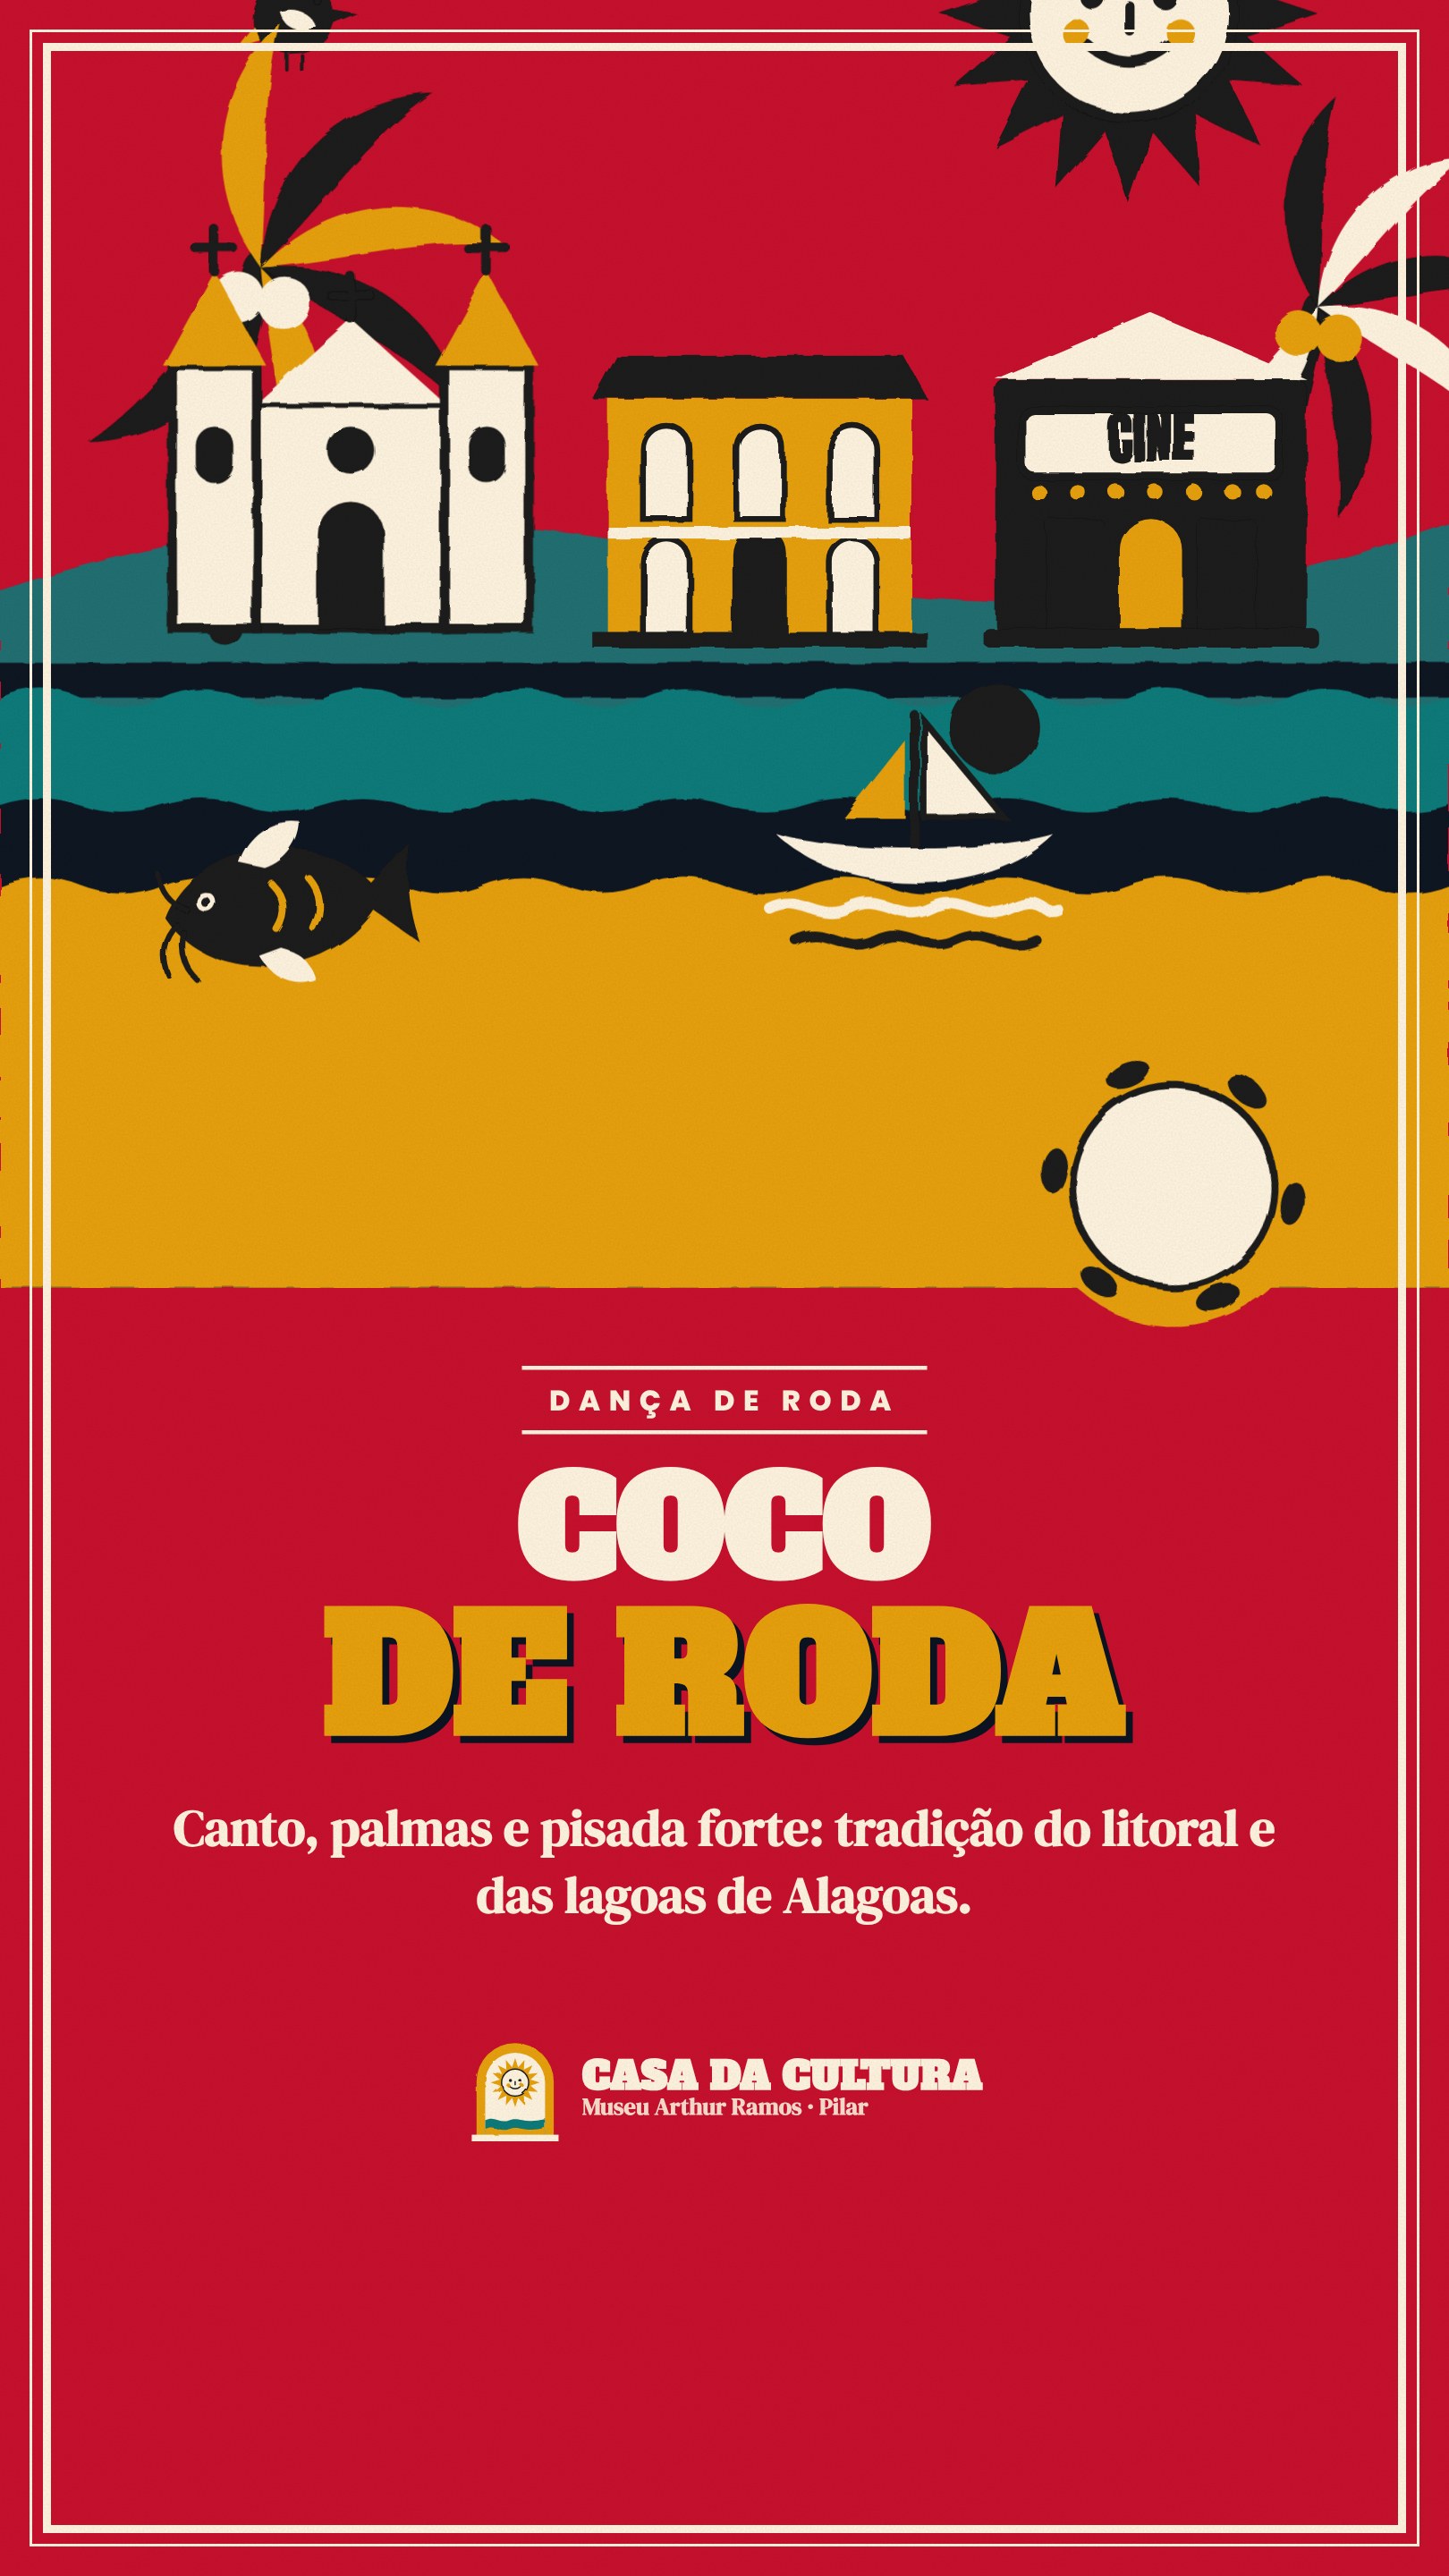 CINE
DANÇA DE RODA
COCO
DE RODA
Canto, palmas e pisada forte: tradição do litoral e
das lagoas de Alagoas.
CASA DA CULTURA
Museu Arthur Ramos • Pilar